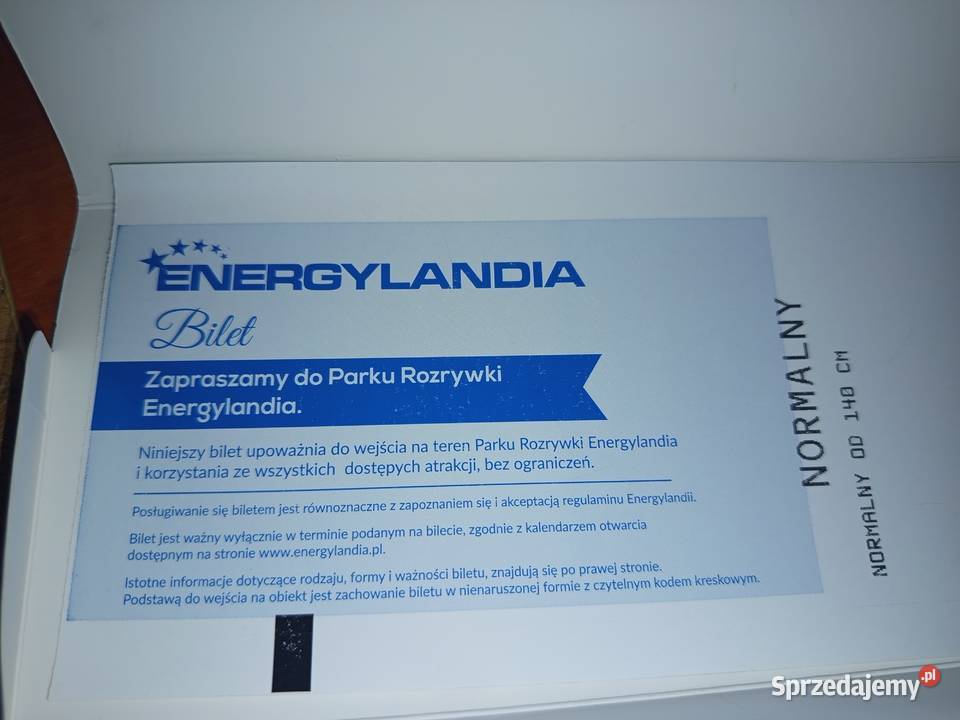 ENERGYLANDIA
Bilet
Zapraszamy do Parku Rozrywki
Energylandia.
Niniejszy bilet upoważnia do wejścia na teren Parku Rozrywki Energylandia
i korzystania ze wszystkich dostępych atrakcji, bez ograniczeń.
Posługiwanie się biletem jest równoznaczne z zapoznaniem się i akceptacją regulaminu Energylandii.
Bilet jest ważny wyłącznie w terminie podanym na bilecie, zgodnie z kalendarzem otwarcia
dostępnym na stronie www.energylandia.pl.
Istotne informacje dotyczące rodzaju, formy i ważności biletu, znajdują się po prawej stronie.
Podstawą do wejścia na obiekt jest zachowanie biletu w nienaruszonej formie z czytelnym kodem kreskowym.
NORMALNY
NORMALNY OD 140 CM
Sprzedajemy.pl